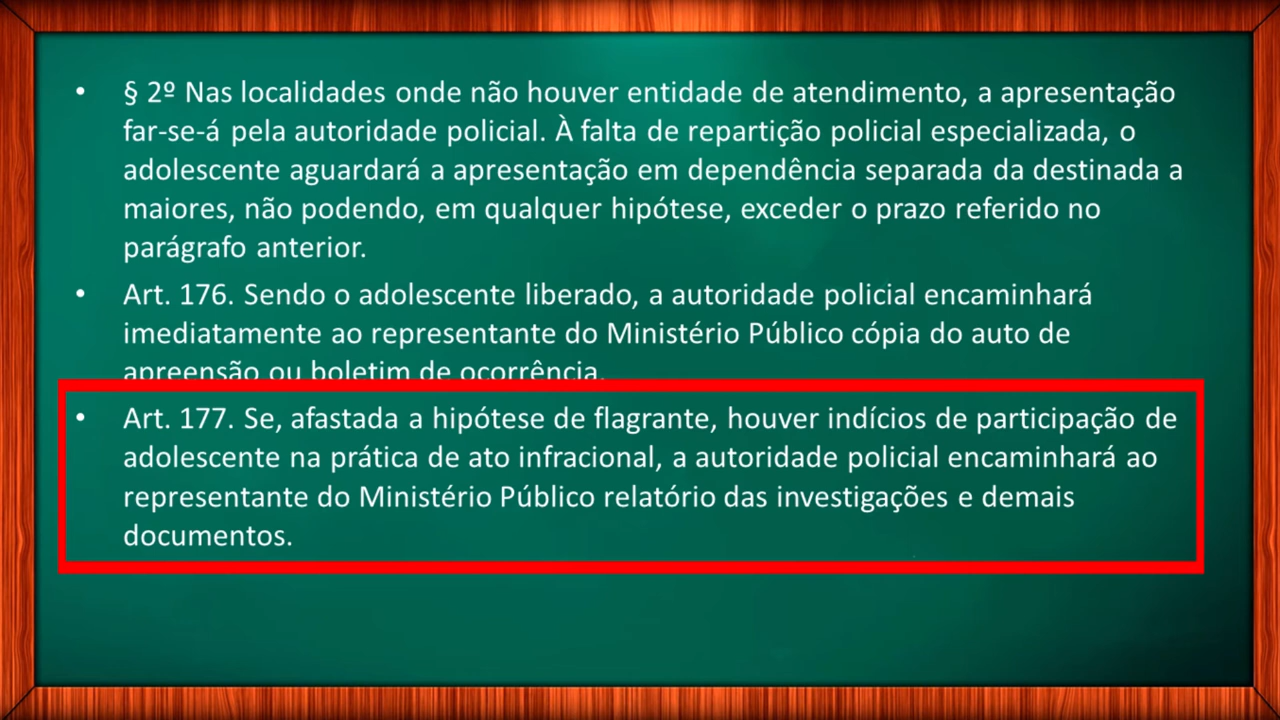 • § 2º Nas localidades onde não houver entidade de atendimento, a apresentação
far-se-á pela autoridade policial. À falta de repartição policial especializada, o
adolescente aguardará a apresentação em dependência separada da destinada a
maiores, não podendo, em qualquer hipótese, exceder o prazo referido no
parágrafo anterior.
• Art. 176. Sendo o adolescente liberado, a autoridade policial encaminhará
imediatamente ao representante do Ministério Público cópia do auto de
apreensão ou boletim de ocorrência.
• Art. 177. Se, afastada a hipótese de flagrante, houver indícios de participação de
adolescente na prática de ato infracional, a autoridade policial encaminhará ao
representante do Ministério Público relatório das investigações e demais
documentos.